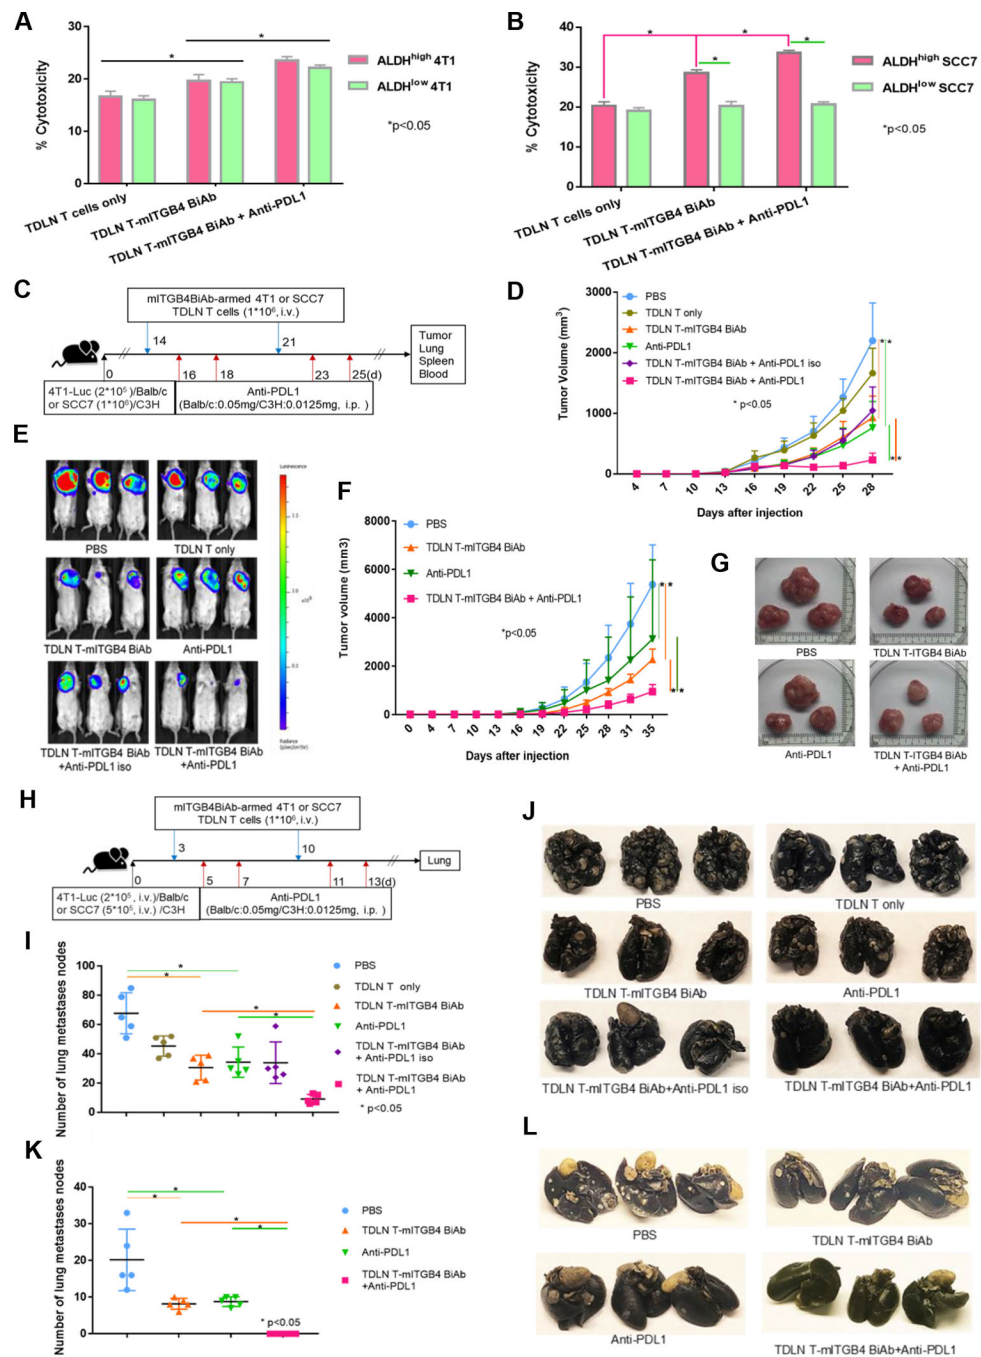 A
30
20
10
0
% Cytotoxicity
*
*
ALDHhigh 4T1
ALDHlow 4T1
*p<0.05
TDLN T cells only
TDLN T-mITGB4 BiAb
TDLN T-mITGB4 BiAb + Anti-PDL1
B
40
30
20
10
0
% Cytotoxicity
*
*
*
*
ALDHhigh SCC7
ALDHlow SCC7
*p<0.05
TDLN T cells only
TDLN T-mITGB4 BiAb
TDLN T-mITGB4 BiAb + Anti-PDL1
C
mITGB4BiAb-armed 4T1 or SCC7
TDLN T cells (1*10⁶, i.v.)
14
21
0
16
18
23
25(d)
4T1-Luc (2*10⁵)/Balb/c
or SCC7 (1*10⁶)/C3H
Anti-PDL1
(Balb/c:0.05mg/C3H:0.0125mg, i.p. )
Tumor
Lung
Spleen
Blood
D
3000
2000
1000
0
Tumor Volume (mm³)
PBS
TDLN T only
TDLN T-mITGB4 BiAb
Anti-PDL1
TDLN T-mITGB4 BiAb + Anti-PDL1 iso
TDLN T-mITGB4 BiAb + Anti-PDL1
* p<0.05
* *
* *
4 7 10 13 16 19 22 25 28
Days after injection
E
Luminescence
PBS
TDLN T only
TDLN T-mITGB4 BiAb
Anti-PDL1
TDLN T-mITGB4 BiAb
+Anti-PDL1 iso
TDLN T-mITGB4 BiAb
+Anti-PDL1
Radiance
F
8000
6000
4000
2000
0
Tumor volume (mm3)
PBS
TDLN T-mITGB4 BiAb
Anti-PDL1
TDLN T-mITGB4 BiAb + Anti-PDL1
*p<0.05
* *
* *
0 4 7 10 13 16 19 22 25 28 31 35
Days after injection
G
PBS
TDLN T-ITGB4 BiAb
Anti-PDL1
TDLN T-ITGB4 BiAb
+ Anti-PDL1
H
mITGB4BiAb-armed 4T1 or SCC7
TDLN T cells (1*10⁶, i.v.)
3
10
0
5
7
11
13(d)
4T1-Luc (2*10⁵, i.v.)/Balb/c
or SCC7 (5*10⁵, i.v.) /C3H
Anti-PDL1
(Balb/c:0.05mg/C3H:0.0125mg, i.p. )
Lung
I
100
80
60
40
20
0
Number of lung metastases nodes
*
*
*
*
PBS
TDLN T only
TDLN T-mITGB4 BiAb
Anti-PDL1
TDLN T-mITGB4 BiAb
+ Anti-PDL1 iso
TDLN T-mITGB4 BiAb
+ Anti-PDL1
* p<0.05
J
PBS
TDLN T only
TDLN T-mITGB4 BiAb
Anti-PDL1
TDLN T-mITGB4 BiAb+Anti-PDL1 iso
TDLN T-mITGB4 BiAb+Anti-PDL1
K
40
30
20
10
0
Number of lung metastases nodes
*
*
*
*
* p<0.05
PBS
TDLN T-mITGB4 BiAb
Anti-PDL1
TDLN T-mITGB4 BiAb
+Anti-PDL1
L
PBS
TDLN T-mITGB4 BiAb
Anti-PDL1
TDLN T-mITGB4 BiAb+Anti-PDL1